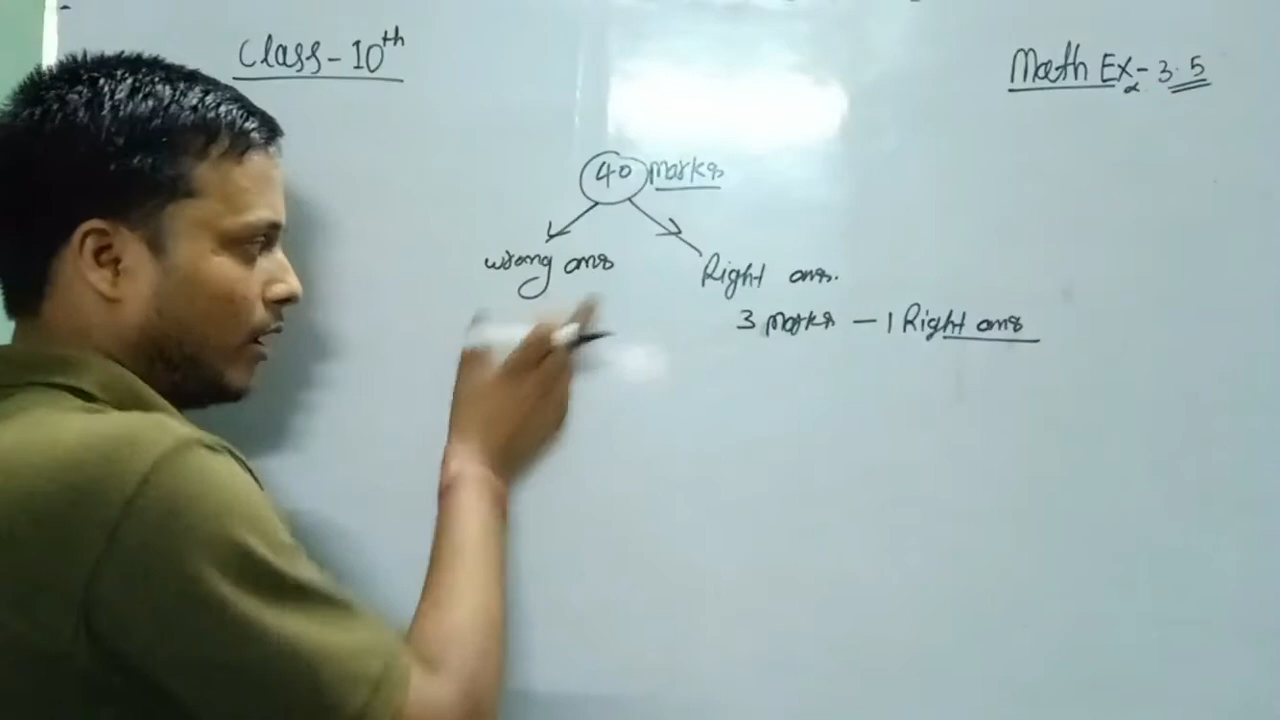 Class-10th
Math Ex-3.5
40 marks
wrong ans
Right ans.
3 marks - 1 Right ans